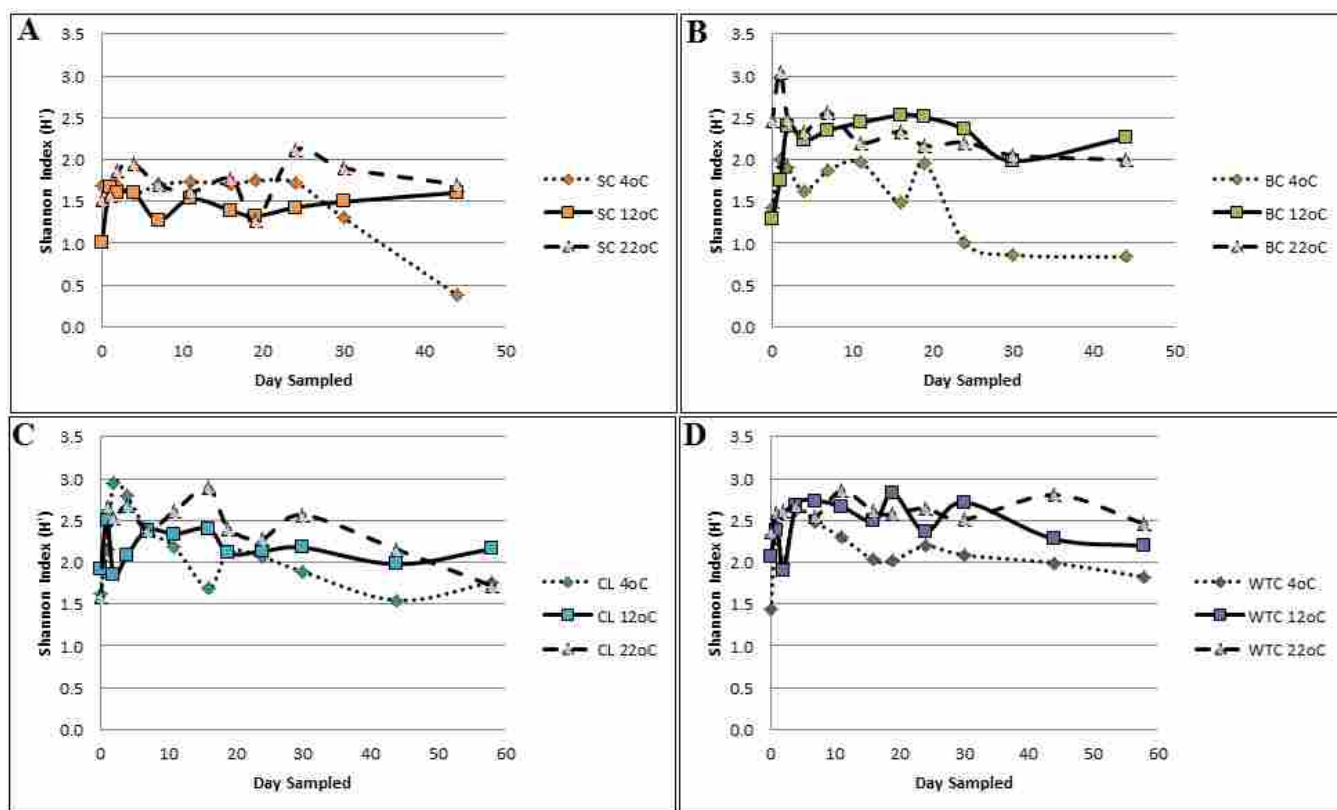 A
3.5
3.0
2.5
2.0
1.5
1.0
0.5
0.0
Shannon Index (H')
0 10 20 30 40 50
Day Sampled
SC 4oC
SC 12oC
SC 22oC
B
3.5
3.0
2.5
2.0
1.5
1.0
0.5
0.0
Shannon Index (H')
0 10 20 30 40 50
Day Sampled
BC 4oC
BC 12oC
BC 22oC
C
3.5
3.0
2.5
2.0
1.5
1.0
0.5
0.0
Shannon Index (H')
0 10 20 30 40 50 60
Day Sampled
CL 4oC
CL 12oC
CL 22oC
D
3.5
3.0
2.5
2.0
1.5
1.0
0.5
0.0
Shannon Index (H')
0 10 20 30 40 50 60
Day Sampled
WTC 4oC
WTC 12oC
WTC 22oC